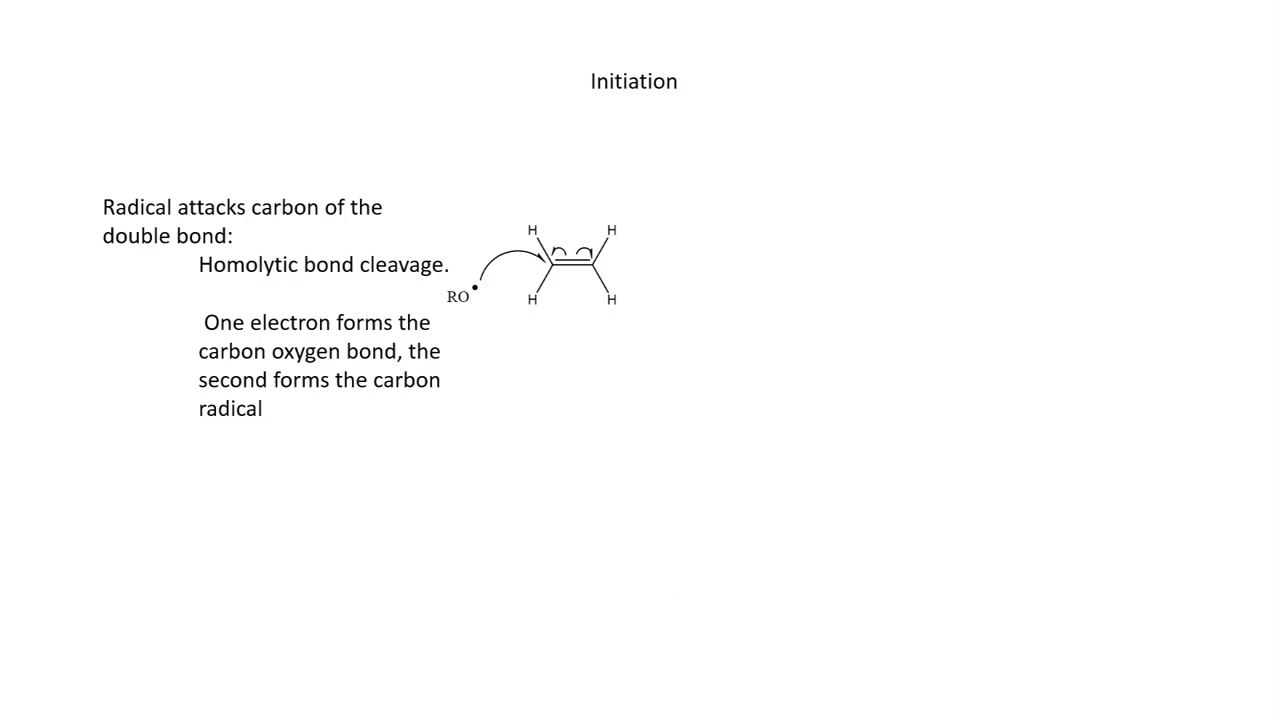 Initiation
Radical attacks carbon of the
double bond:
Homolytic bond cleavage.
One electron forms the
carbon oxygen bond, the
second forms the carbon
radical
H H
RO•
H H